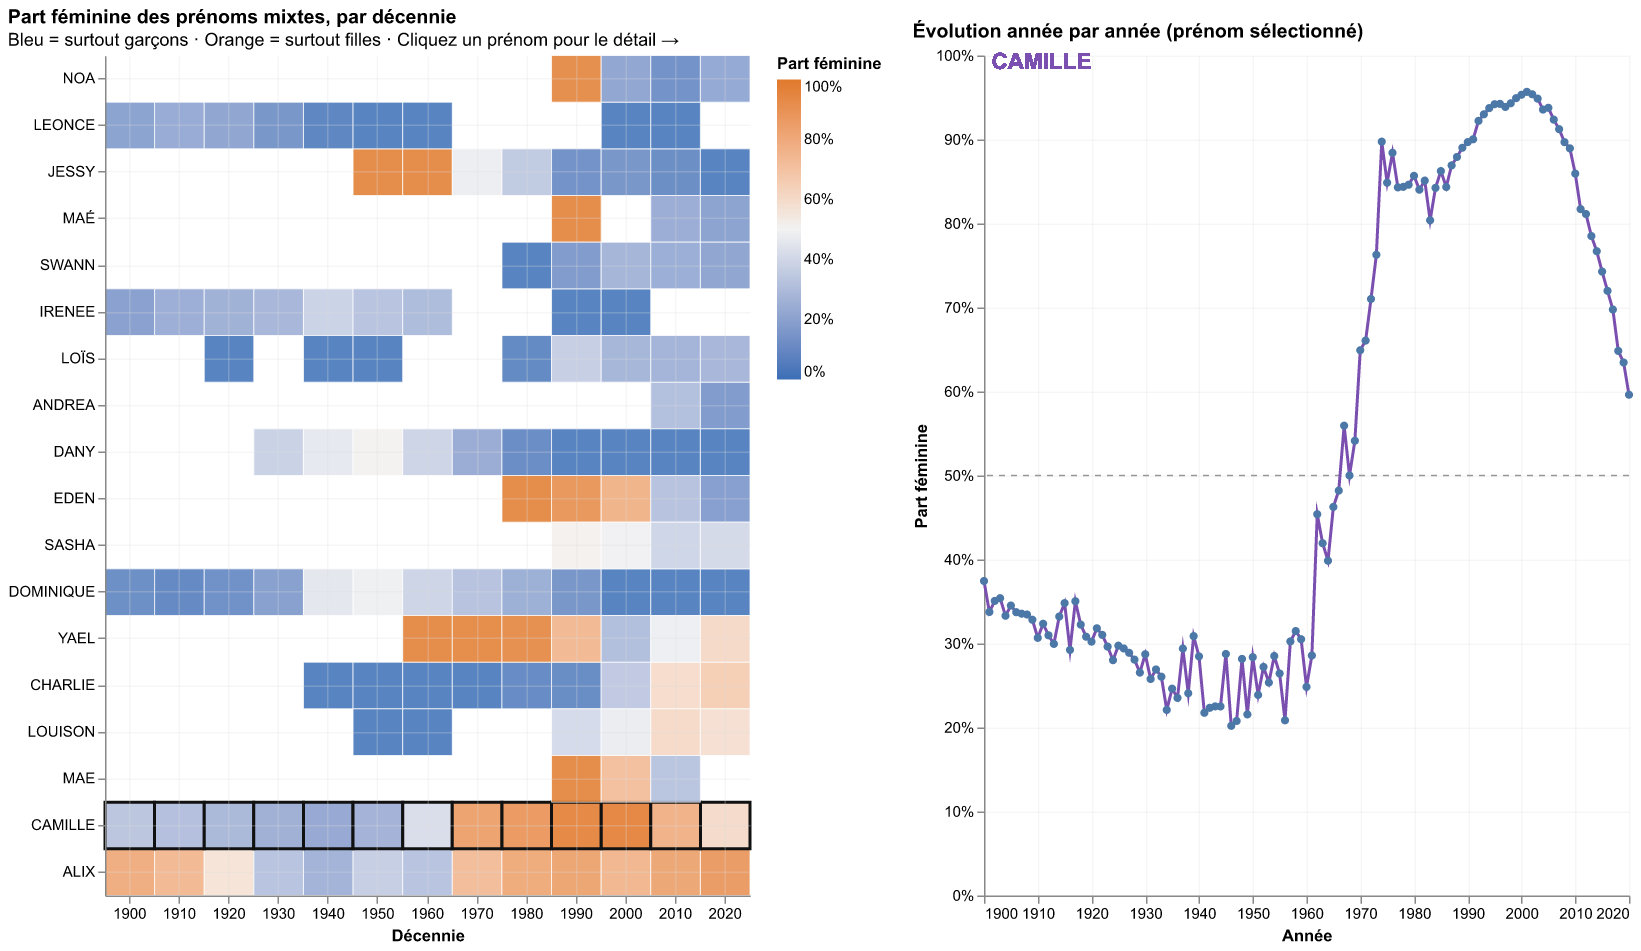 Part féminine des prénoms mixtes, par décennie
Bleu = surtout garçons · Orange = surtout filles · Cliquez un prénom pour le détail →
NOA
LEONCE
JESSY
MAÉ
SWANN
IRENEE
LOÏS
ANDREA
DANY
EDEN
SASHA
DOMINIQUE
YAEL
CHARLIE
LOUISON
MAE
CAMILLE
ALIX
1900 1910 1920 1930 1940 1950 1960 1970 1980 1990 2000 2010 2020
Décennie
Part féminine
100%
80%
60%
40%
20%
0%
Évolution année par année (prénom sélectionné)
CAMILLE
100%
90%
80%
70%
60%
50%
40%
30%
20%
10%
0%
Part féminine
1900 1910 1920 1930 1940 1950 1960 1970 1980 1990 2000 2010 2020
Année